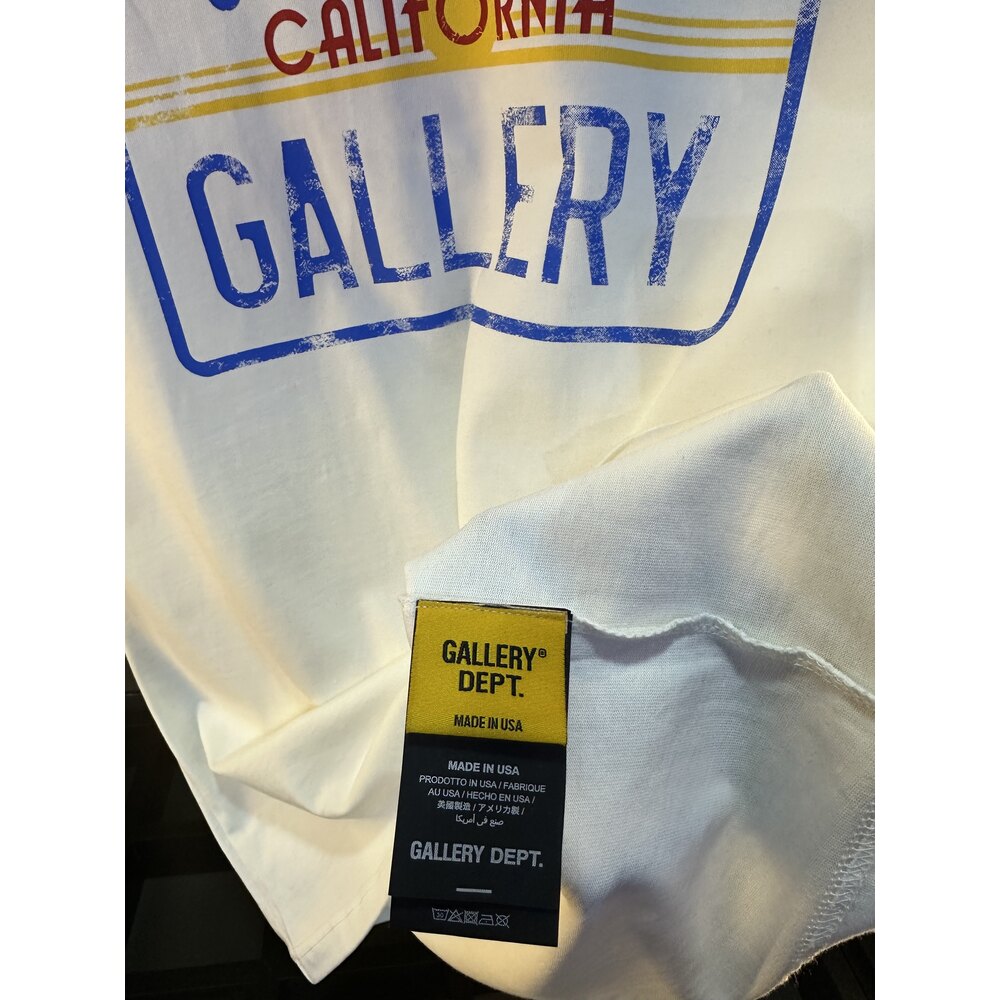 CALIFORNIA
GALLERY
GALLERY®
DEPT.
MADE IN USA
MADE IN USA
PRODOTTO IN USA / FABRIQUE
AU USA / HECHO EN USA /
美國製造 / アメリカ製 /
صنع في أمريكا
GALLERY DEPT.
30